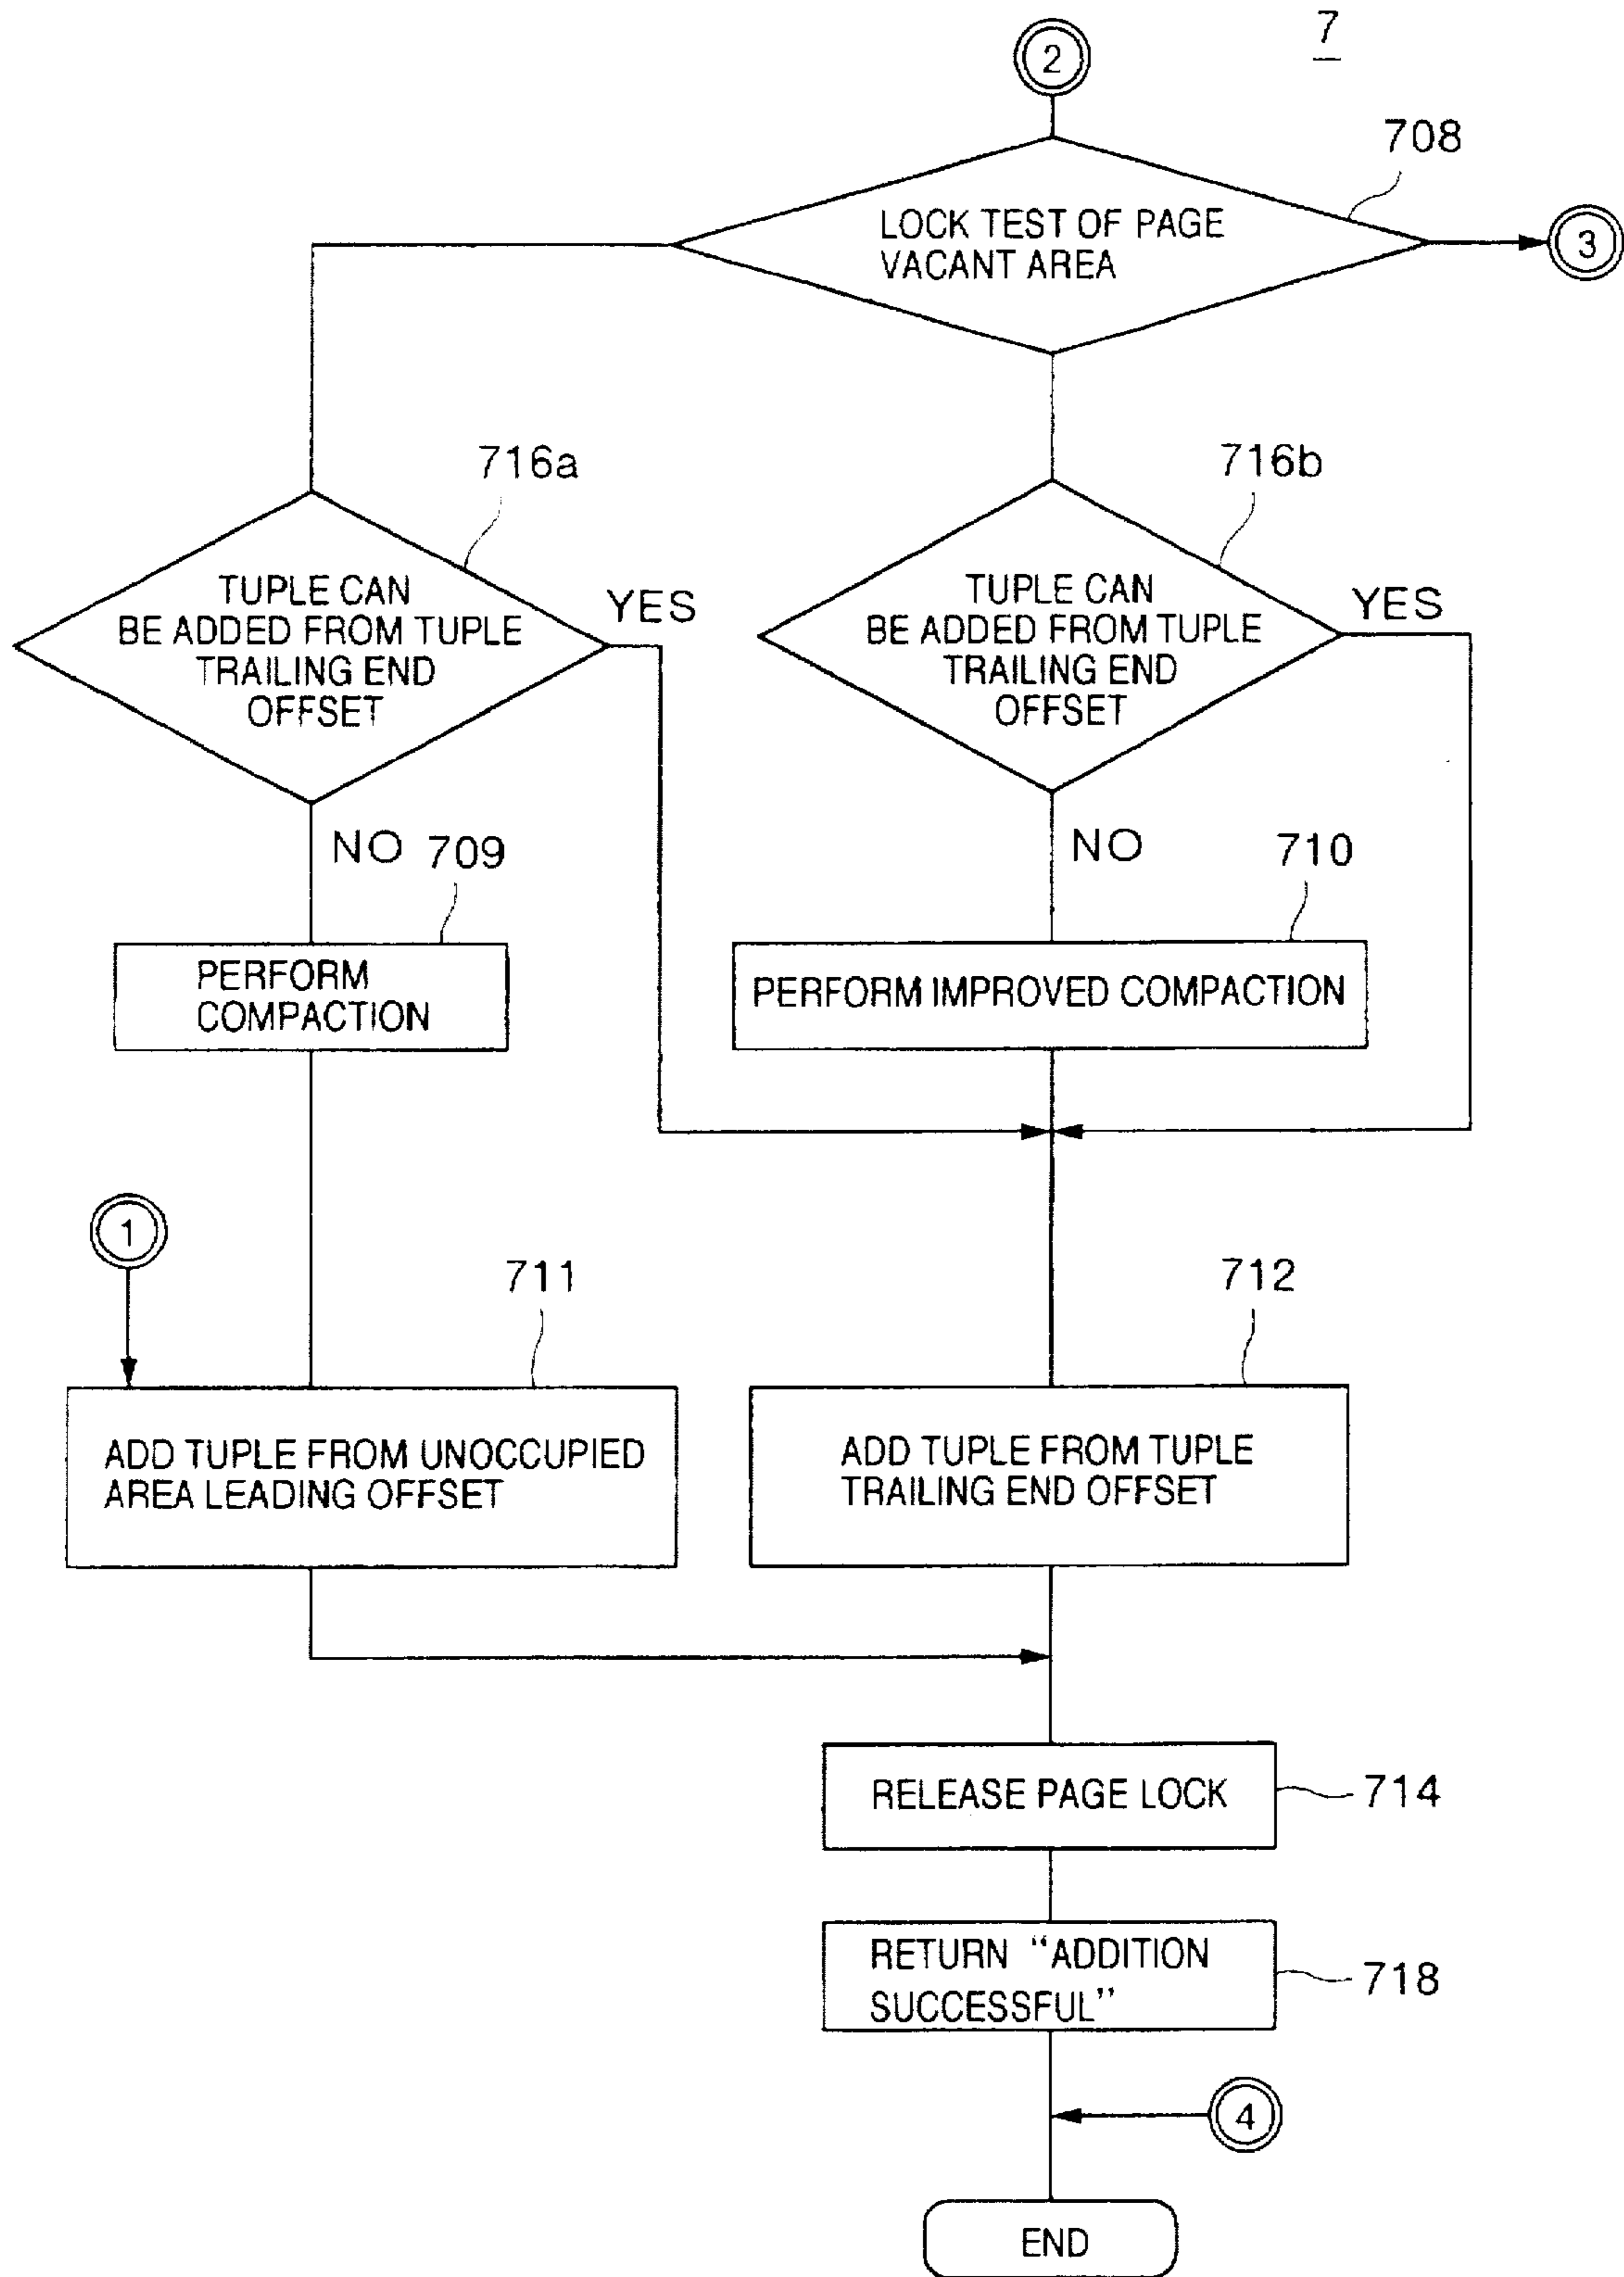 7
2
708
LOCK TEST OF PAGE
VACANT AREA
3
716a
716b
TUPLE CAN
BE ADDED FROM TUPLE
TRAILING END
OFFSET
YES
TUPLE CAN
BE ADDED FROM TUPLE
TRAILING END
OFFSET
YES
NO
709
NO
710
PERFORM
COMPACTION
PERFORM IMPROVED COMPACTION
1
711
712
ADD TUPLE FROM UNOCCUPIED
AREA LEADING OFFSET
ADD TUPLE FROM TUPLE
TRAILING END OFFSET
RELEASE PAGE LOCK
714
RETURN “ADDITION
SUCCESSFUL”
718
4
END